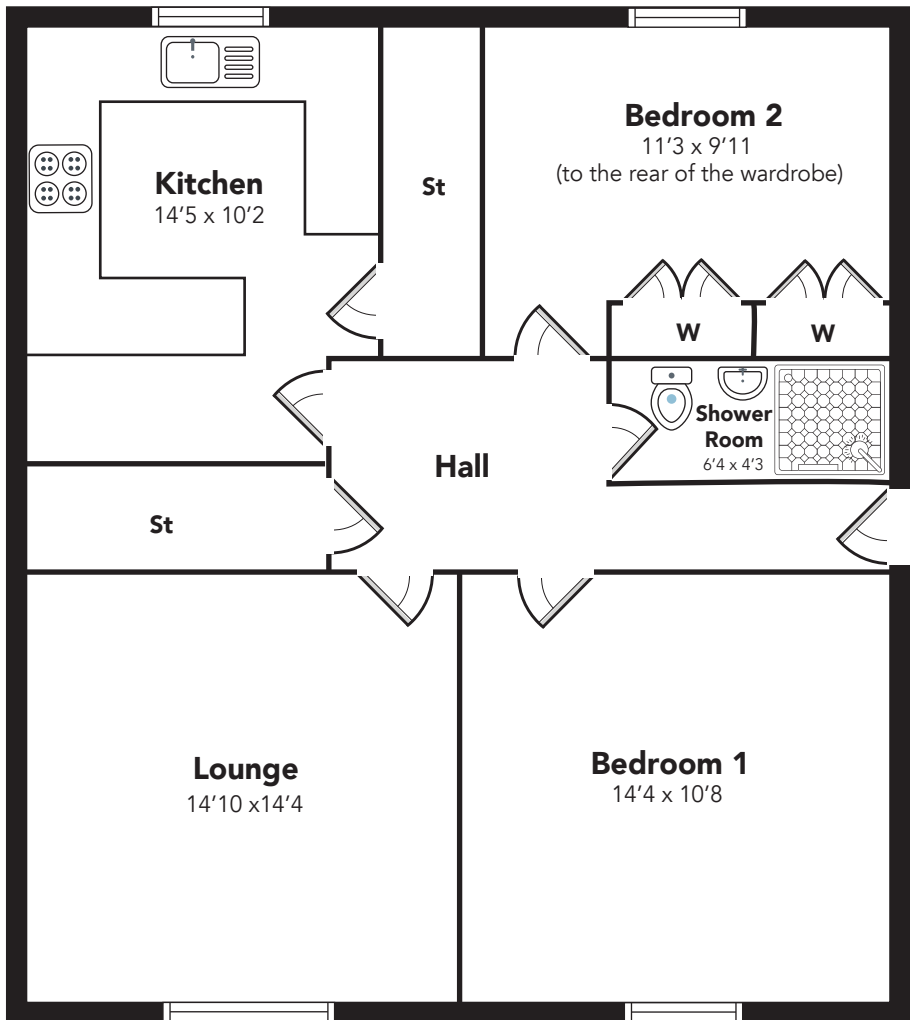 Bedroom 2
11'3 x 9'11
(to the rear of the wardrobe)
Kitchen
14'5 x 10'2
St
W
W
Shower
Room
6'4 x 4'3
Hall
St
Lounge
14'10 x14'4
Bedroom 1
14'4 x 10'8